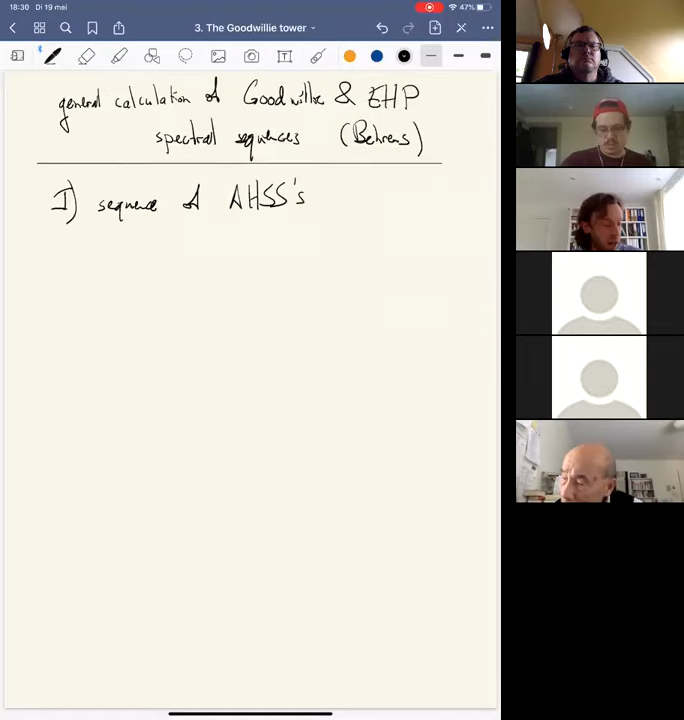 18:30 Di 19 mei
47%
3. The Goodwillie tower
general calculation of Goodwillie & EHP
spectral sequences (Behrens)
I) sequence of AHSS's